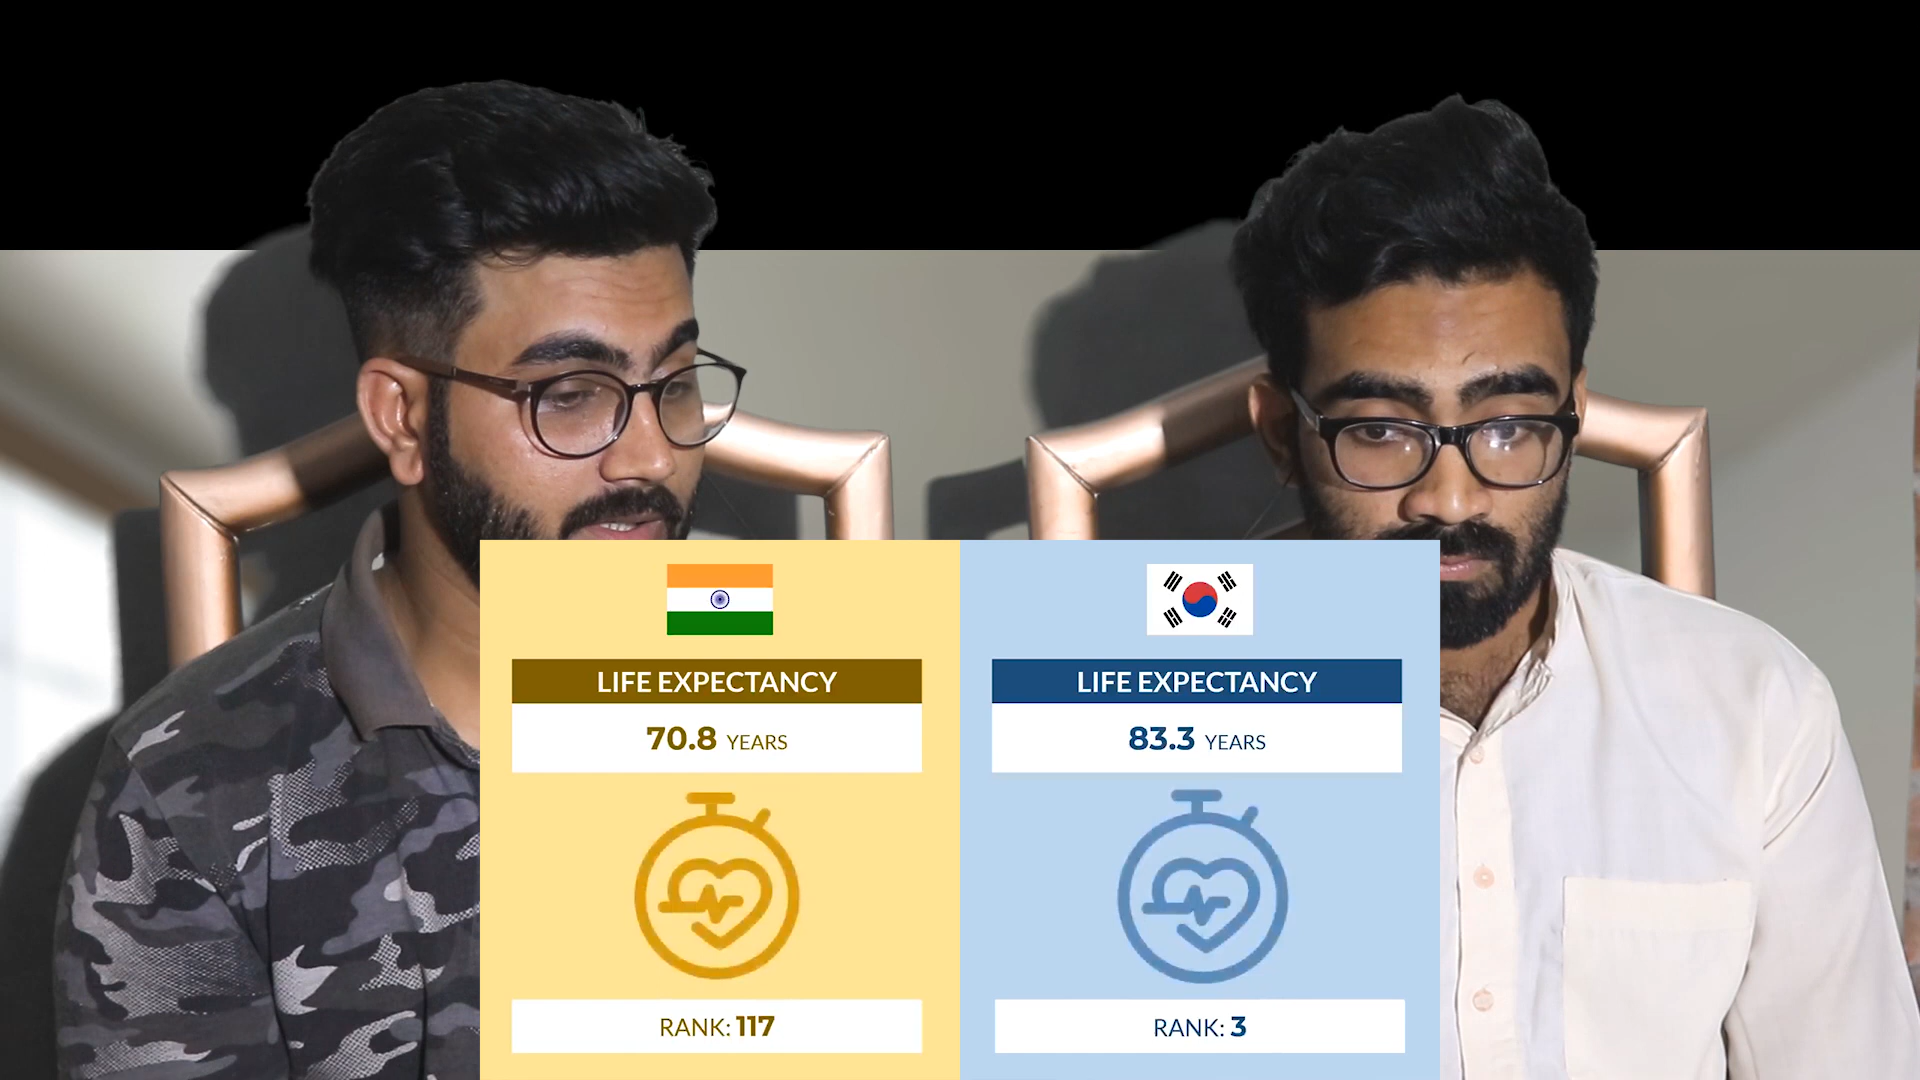 LIFE EXPECTANCY
70.8 YEARS
RANK: 117
LIFE EXPECTANCY
83.3 YEARS
RANK: 3